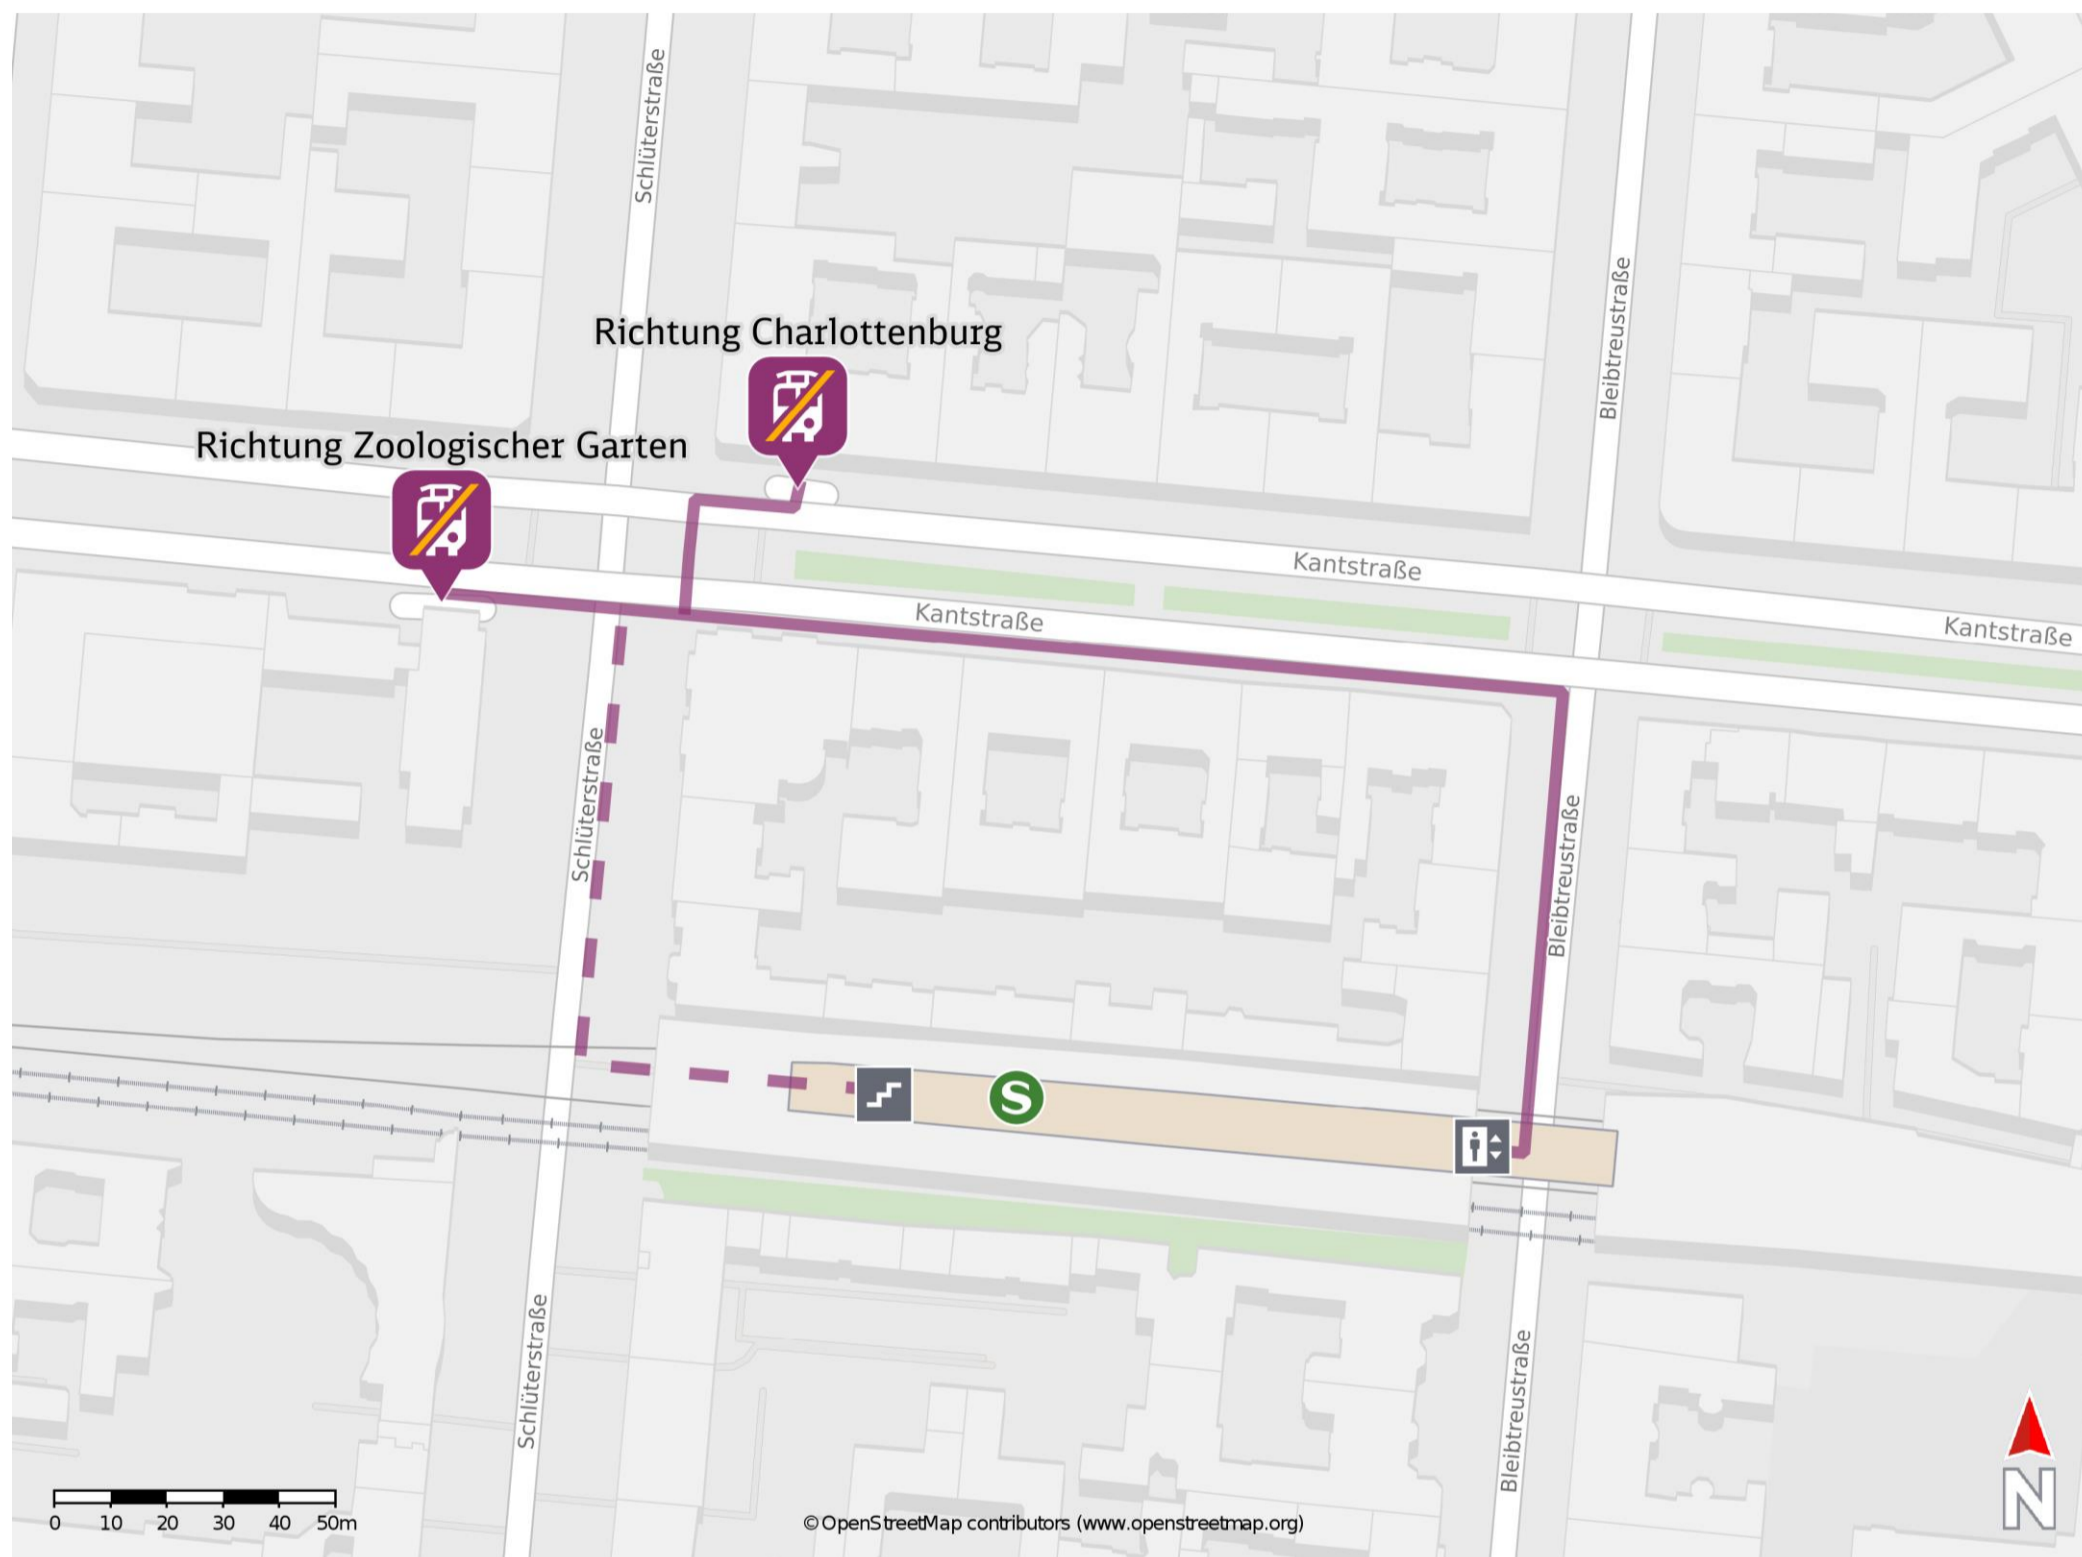 Schlüterstraße
Bleibtreustraße
Richtung Charlottenburg
Richtung Zoologischer Garten
Kantstraße
Kantstraße
Kantstraße
Schlüterstraße
Bleibtreustraße
S
Schlüterstraße
Bleibtreustraße
N
0 10 20 30 40 50m
©OpenStreetMap contributors (www.openstreetmap.org)